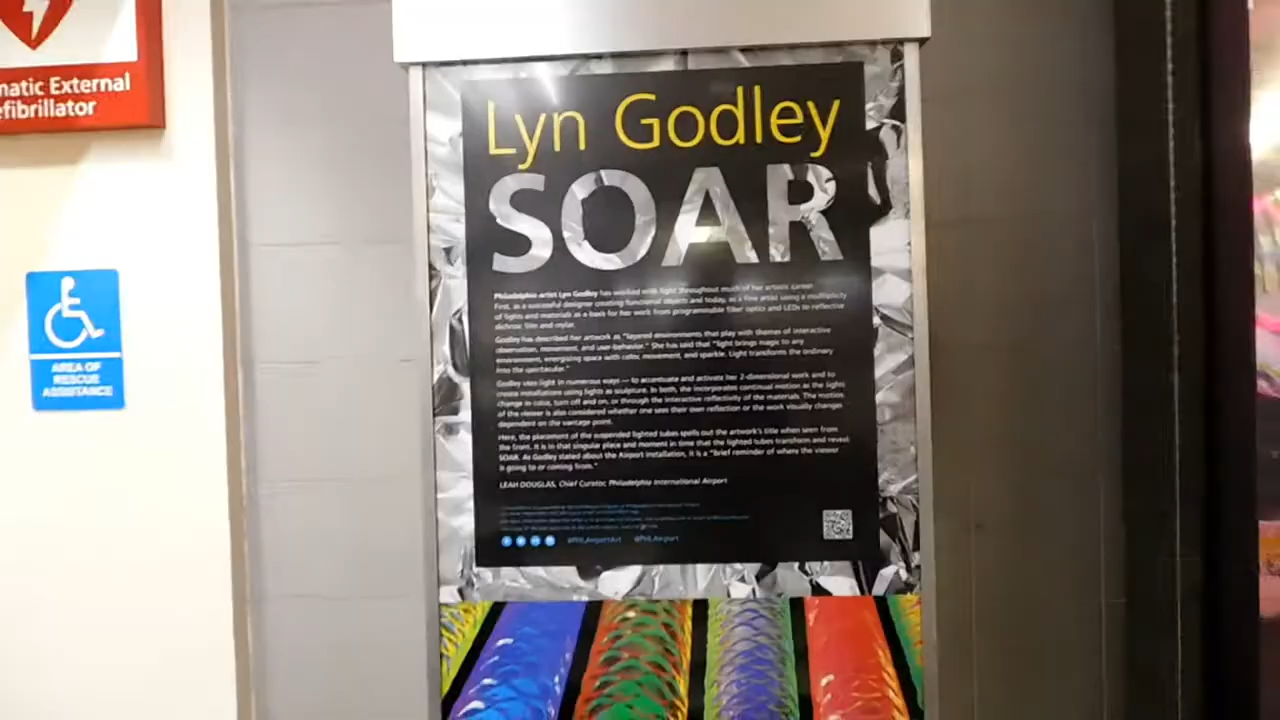 matic External
efibrillator
AREA OF
RESCUE
ASSISTANCE
Lyn Godley
SOAR
Philadelphia artist Lyn Godley has worked with light throughout much of her artistic career.
First, as a successful designer creating functional objects and today, as a fine artist using a multiplicity
of lights and materials as a basis for her work from programmable fiber optics and LEDs to reflective
dichroic film and mylar.
Godley has described her artwork as "layered environments that play with themes of interactive
observation, movement, and user-behavior." She has said that "light brings magic to any
environment, energizing space with color, movement, and sparkle. Light transforms the ordinary
into the spectacular."
Godley uses light in numerous ways — to accentuate and activate her 2-dimensional work and to
create installations using lights as sculpture. In both, she incorporates continual motion as the lights
change in color, turn off and on, or through the interactive reflectivity of the materials. The motion
of the viewer is also considered whether one sees their own reflection or the work visually changes
dependent on the vantage point.
Here, the placement of the suspended lighted tubes spells out the artwork's title when seen from
the front. It is in that singular place and moment in time that the lighted tubes transform and reveal
SOAR. As Godley stated about the Airport installation, it is a "brief reminder of where the viewer
is going to or coming from."
LEAH DOUGLAS, Chief Curator, Philadelphia International Airport
@PHLAirportArt @PHLAirport